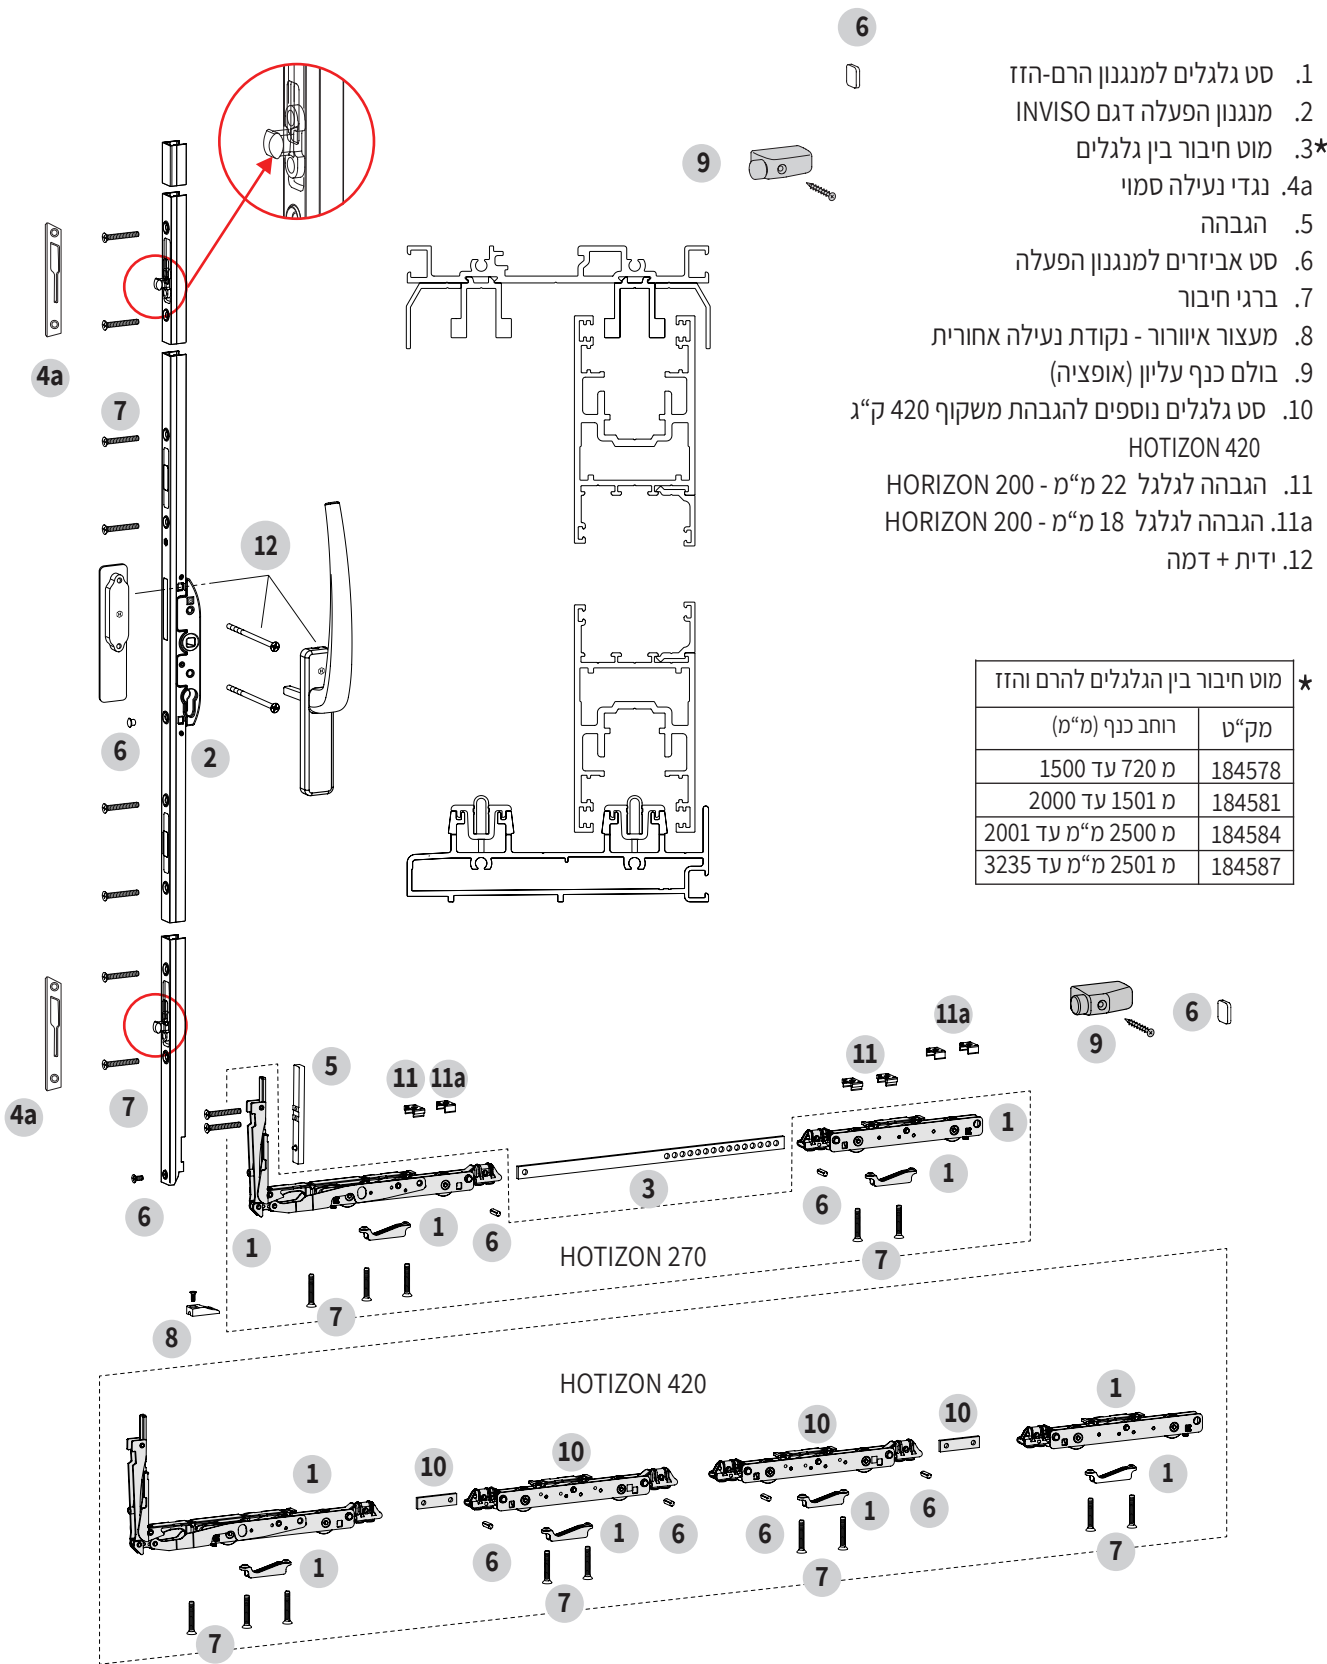 6
1. סט גלגלים למנגנון הרם-הזז
2. מנגנון הפעלה דגם INVISO
*3. מוט חיבור בין גלגלים
4a. נגדי נעילה סמוי
5. הגבהה
6. סט אביזרים למנגנון הפעלה
7. ברגי חיבור
8. מעצור איוורור - נקודת נעילה אחורית
9. בולם כנף עליון (אופציה)
10. סט גלגלים נוספים להגבהת משקוף 420 ק“ג
HOTIZON 420
11. הגבהה לגלגל 22 מ“מ - HORIZON 200
11a. הגבהה לגלגל 18 מ“מ - HORIZON 200
12. ידית + דמה
9
4a
7
12
6
2
* מוט חיבור בין הגלגלים להרם והזז
מק“ט רוחב כנף (מ“מ)
184578 מ 720 עד 1500
184581 מ 1501 עד 2000
184584 מ 2500 מ“מ עד 2001
184587 מ 2501 מ“מ עד 3235
4a
7
6
5
11 11a
11
11a
9
6
1
1
1
3
1
6
6
7
7
8
HOTIZON 270
HOTIZON 420
1
10
10
10
10
1
1
1
1
1
6
6
6
6
7
7
7
7